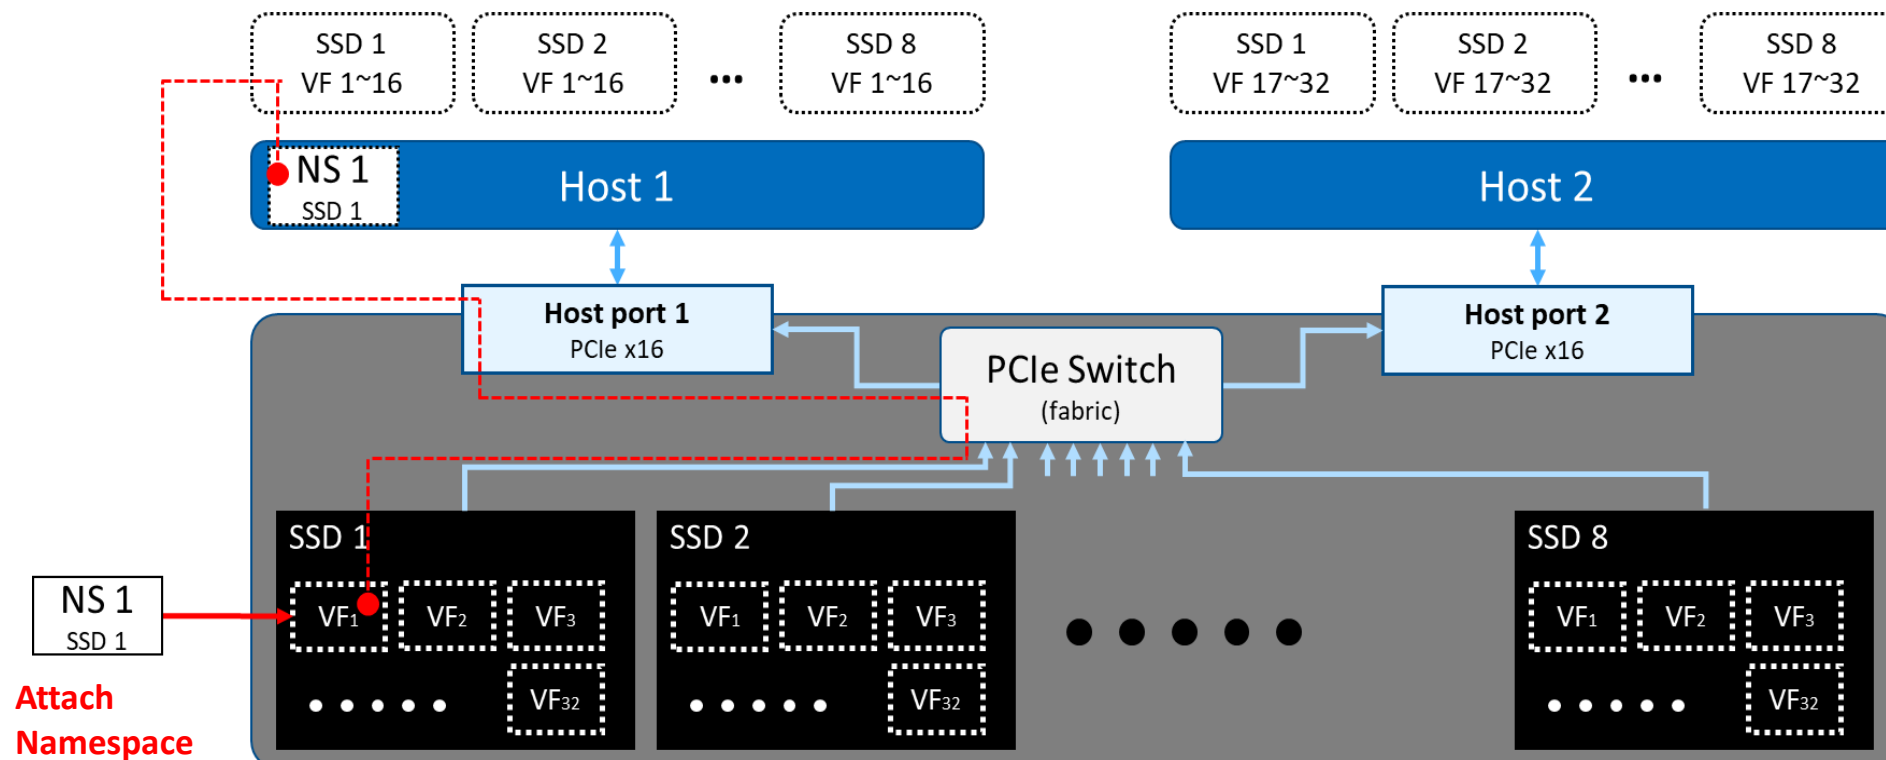 SSD 1
VF 1~16
SSD 2
VF 1~16
...
SSD 8
VF 1~16
SSD 1
VF 17~32
SSD 2
VF 17~32
...
SSD 8
VF 17~32
NS 1
SSD 1
Host 1
Host 2
Host port 1
PCIe x16
PCIe Switch
(fabric)
Host port 2
PCIe x16
SSD 1
VF1
VF2
VF3
VF32
SSD 2
VF1
VF2
VF3
VF32
SSD 8
VF1
VF2
VF3
VF32
NS 1
SSD 1
Attach
Namespace